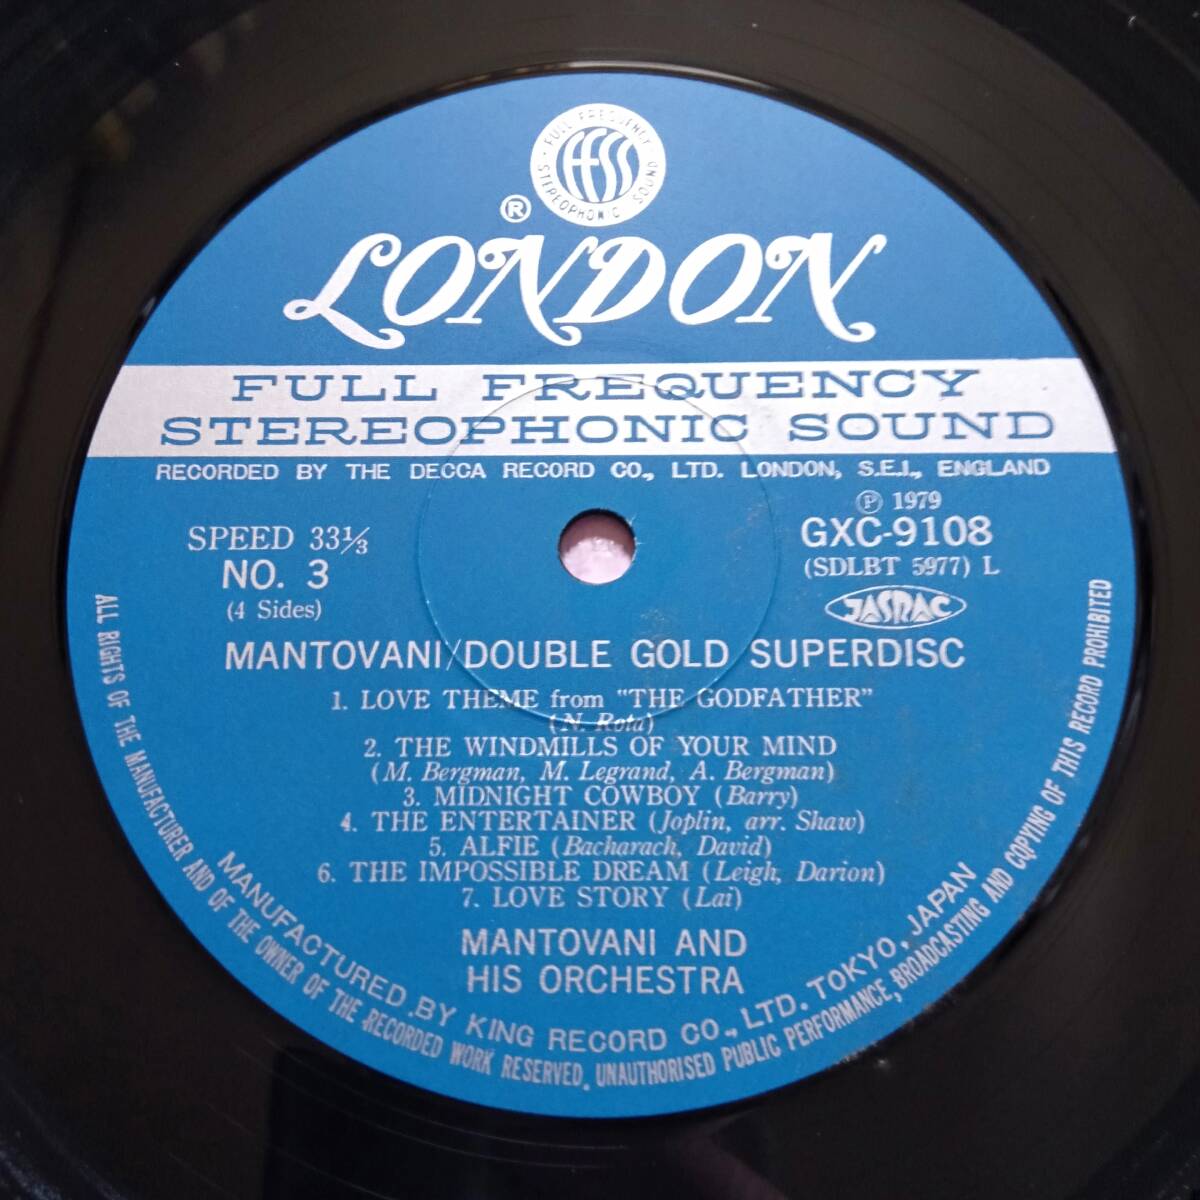 FULL FREQUENCY
STEREOPHONIC SOUND
FFSS
®
LONDON
FULL FREQUENCY
STEREOPHONIC SOUND
RECORDED BY THE DECCA RECORD CO., LTD. LONDON, S.E.I., ENGLAND
SPEED 33⅓
NO. 3
(4 Sides)
Ⓟ 1979
GXC-9108
(SDLBT 5977) L
JASRAC
MANTOVANI/DOUBLE GOLD SUPERDISC
1. LOVE THEME from "THE GODFATHER"
(N. Rota)
2. THE WINDMILLS OF YOUR MIND
(M. Bergman, M. Legrand, A. Bergman)
3. MIDNIGHT COWBOY (Barry)
4. THE ENTERTAINER (Joplin, arr. Shaw)
5. ALFIE (Bacharach, David)
6. THE IMPOSSIBLE DREAM (Leigh, Darion)
7. LOVE STORY (Lai)
MANTOVANI AND
HIS ORCHESTRA
MANUFACTURED BY KING RECORD CO., LTD. TOKYO, JAPAN
ALL RIGHTS OF THE MANUFACTURER AND OF THE OWNER OF THE RECORDED WORK RESERVED. UNAUTHORISED PUBLIC PERFORMANCE, BROADCASTING AND COPYING OF THIS RECORD PROHIBITED